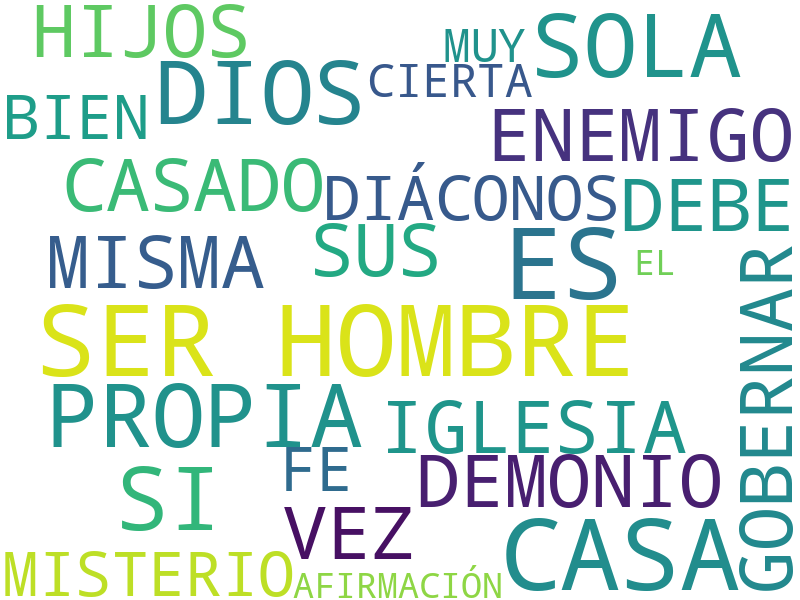 HIJOS
MUY
SOLA
DIOS
CIERTA
BIEN
ENEMIGO
CASADO
DIÁCONOS
DEBE
MISMA
SUS
ES
EL
GOBERNAR
SER HOMBRE
PROPIA
IGLESIA
FE
DEMONIO
SI
VEZ
CASA
MISTERIO
AFIRMACIÓN